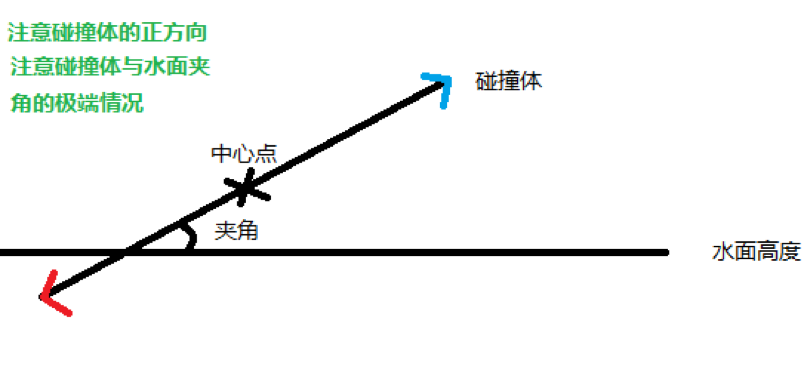 注意碰撞体的正方向
注意碰撞体与水面夹
角的极端情况
碰撞体
中心点
夹角
水面高度